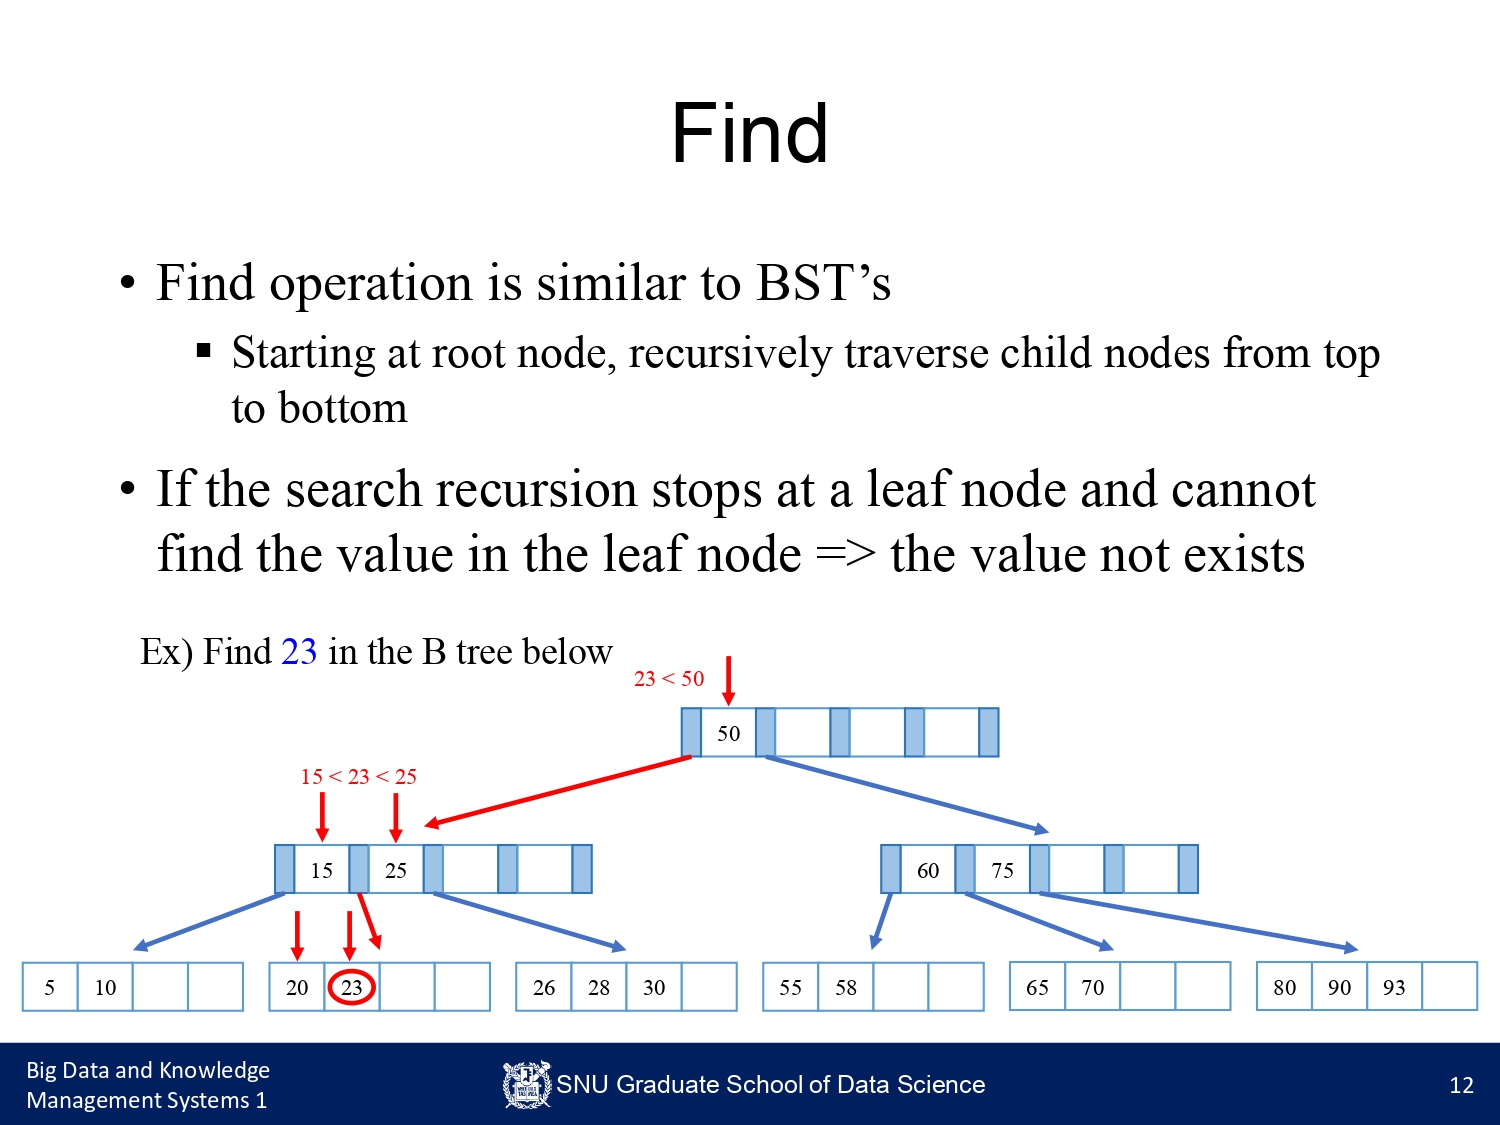 Find
• Find operation is similar to BST’s
▪ Starting at root node, recursively traverse child nodes from top
to bottom
• If the search recursion stops at a leaf node and cannot
find the value in the leaf node => the value not exists
Ex) Find 23 in the B tree below
23 < 50
50
15 < 23 < 25
15 25
60 75
5 10
20 23
26 28 30
55 58
65 70
80 90 93
Big Data and Knowledge
Management Systems 1
SNU Graduate School of Data Science
12